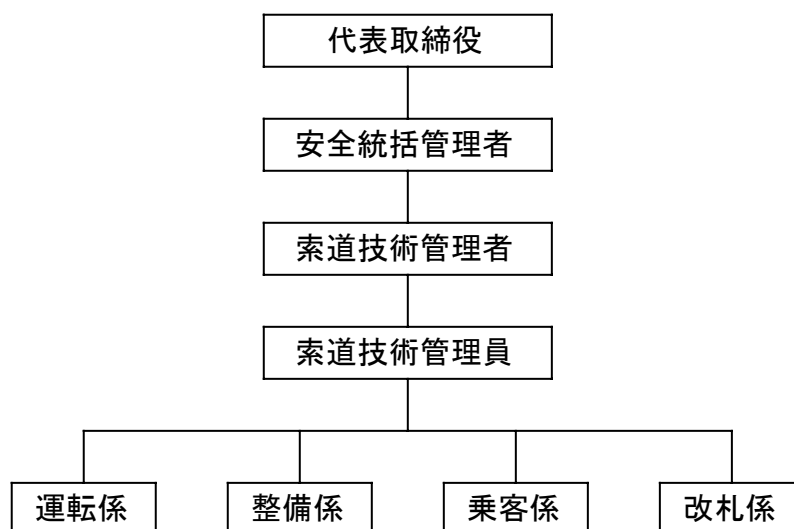 代表取締役
安全統括管理者
索道技術管理者
索道技術管理員
運転係
整備係
乗客係
改札係